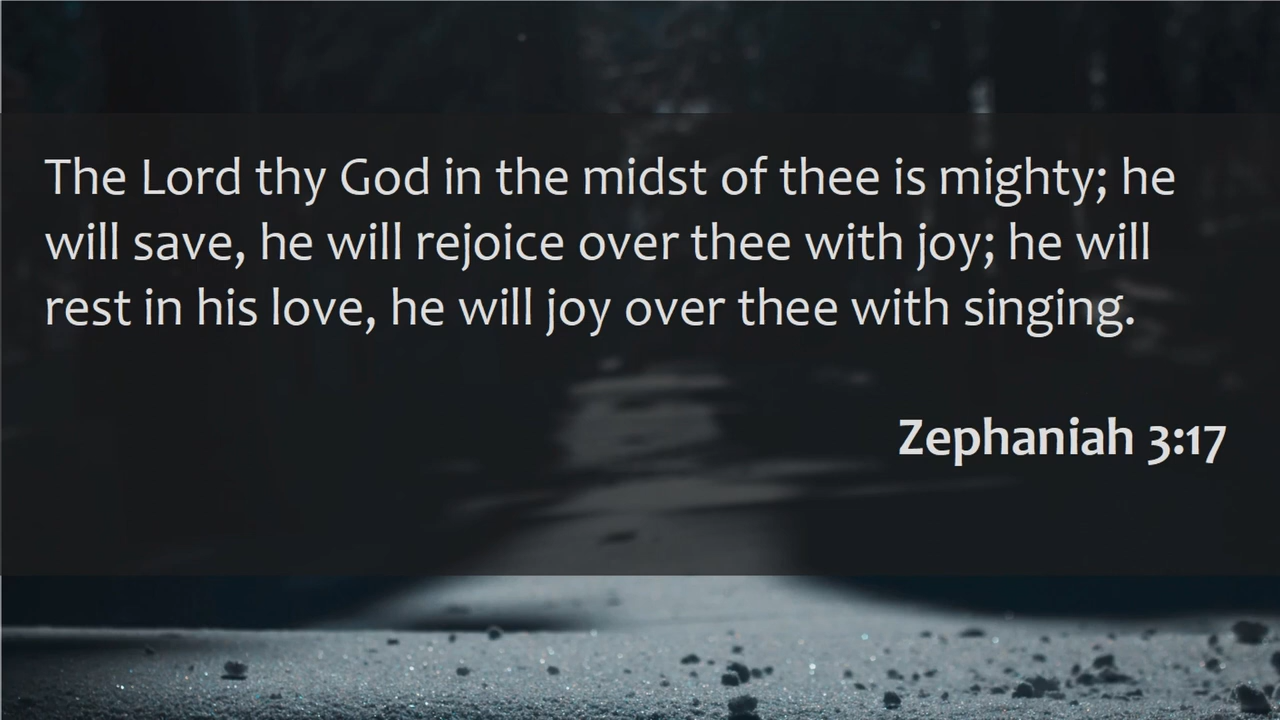 The Lord thy God in the midst of thee is mighty; he
will save, he will rejoice over thee with joy; he will
rest in his love, he will joy over thee with singing.
Zephaniah 3:17